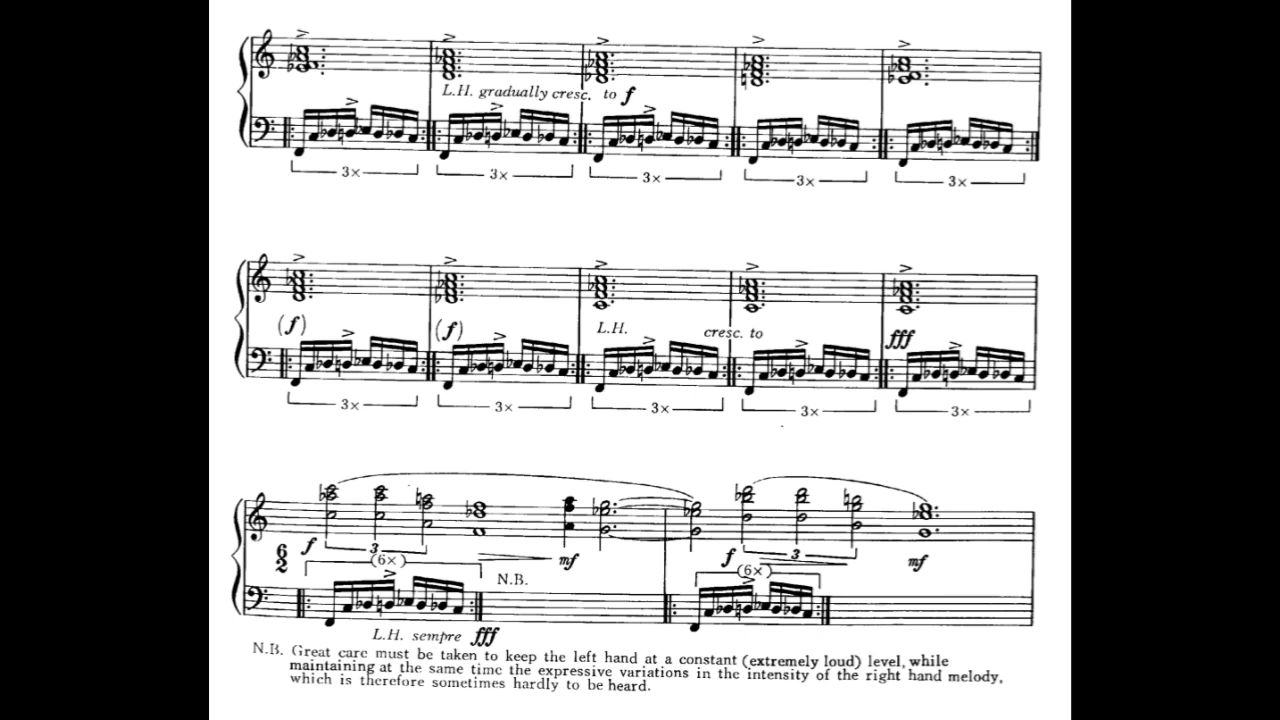 L.H. gradually cresc. to f
3× 3× 3× 3× 3×
(f) (f) L.H. cresc. to fff
3× 3× 3× 3× 3×
6
2
f 3 mf f 3 mf
(6×) N.B. (6×)
L.H. sempre fff
N.B. Great care must be taken to keep the left hand at a constant (extremely loud) level, while
maintaining at the same time the expressive variations in the intensity of the right hand melody,
which is therefore sometimes hardly to be heard.